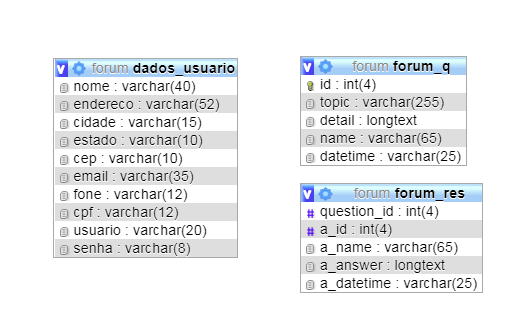 forum dados_usuario
nome : varchar(40)
endereco : varchar(52)
cidade : varchar(15)
estado : varchar(10)
cep : varchar(10)
email : varchar(35)
fone : varchar(12)
cpf : varchar(12)
usuario : varchar(20)
senha : varchar(8)
forum forum_q
id : int(4)
topic : varchar(255)
detail : longtext
name : varchar(65)
datetime : varchar(25)
forum forum_res
# question_id : int(4)
# a_id : int(4)
a_name : varchar(65)
a_answer : longtext
a_datetime : varchar(25)